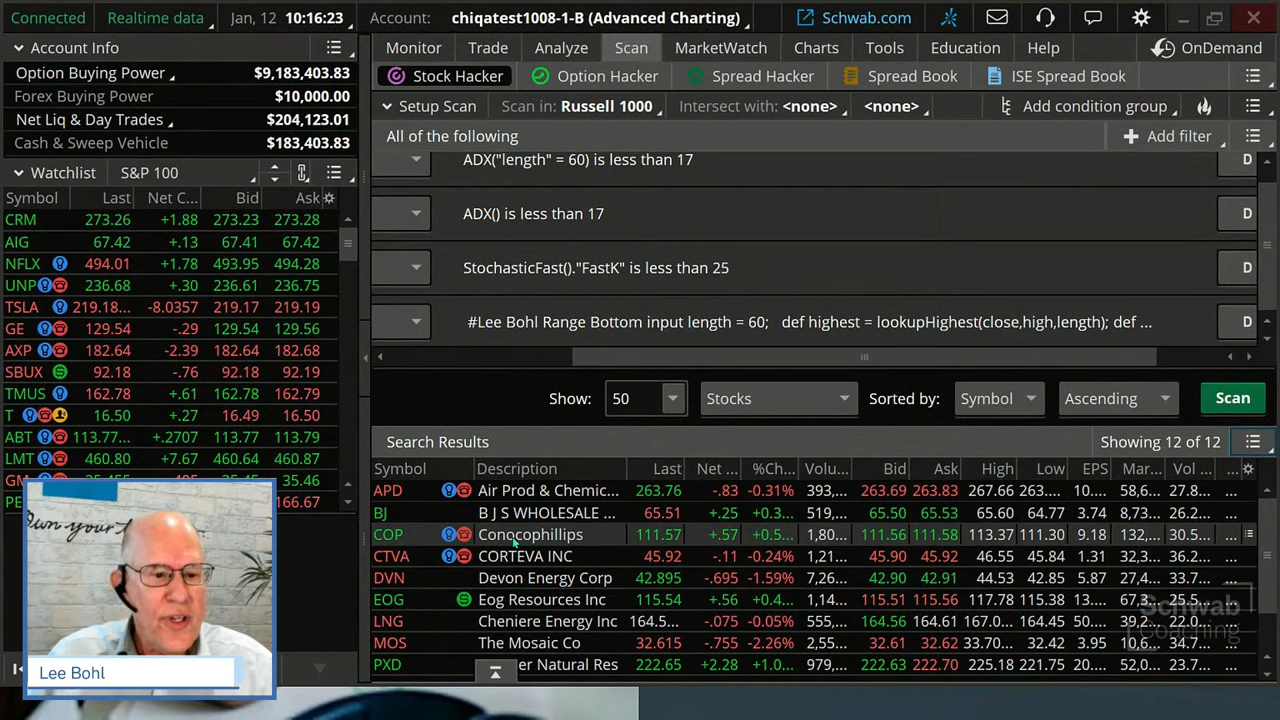 Connected Realtime data Jan, 12 10:16:23 Account: chiqatest1008-1-B (Advanced Charting) Schwab.com
Account Info
Option Buying Power $9,183,403.83
Forex Buying Power $10,000.00
Net Liq & Day Trades $204,123.01
Cash & Sweep Vehicle $183,403.83
Watchlist S&P 100
Symbol Last Net C... Bid Ask
CRM 273.26 +1.88 273.23 273.28
AIG 67.42 +.13 67.41 67.42
NFLX 494.01 +1.78 493.95 494.28
UNP 236.68 +.30 236.61 236.75
TSLA 219.18... -8.0357 219.17 219.19
GE 129.54 -.29 129.54 129.56
AXP 182.64 -2.39 182.64 182.68
SBUX 92.18 -.76 92.18 92.19
TMUS 162.78 +.61 162.78 162.79
T 16.50 +.27 16.49 16.50
ABT 113.77... +.2707 113.77 113.79
LMT 460.80 +7.67 460.64 460.87
GM
166.67
Own your
Lee Bohl
Monitor Trade Analyze Scan MarketWatch Charts Tools Education Help OnDemand
Stock Hacker Option Hacker Spread Hacker Spread Book ISE Spread Book
Setup Scan Scan in: Russell 1000 Intersect with: <none> <none> Add condition group
All of the following Add filter
ADX("length" = 60) is less than 17 D
ADX() is less than 17 D
StochasticFast()."FastK" is less than 25 D
#Lee Bohl Range Bottom input length = 60; def highest = lookupHighest(close,high,length); def ... D
Show: 50 Stocks Sorted by: Symbol Ascending Scan
Search Results Showing 12 of 12
Symbol Description Last Net ... %Ch... Volu... Bid Ask High Low EPS Mar... Vol ... ...
APD Air Prod & Chemic... 263.76 -.83 -0.31% 393,... 263.69 263.83 267.66 263.... 10.... 58,6... 27.8... ...
BJ B J S WHOLESALE ... 65.51 +.25 +0.3... 519,... 65.50 65.53 65.60 64.77 3.74 8,73... 26.2... ...
COP Conocophillips 111.57 +.57 +0.5... 1,80... 111.56 111.58 113.37 111.30 9.18 132,... 30.5...
CTVA CORTEVA INC 45.92 -.11 -0.24% 1,20... 45.90 45.92 46.55 45.84 1.31 32,... 27.4... ...
DVN Devon Energy Corp 42.895 -.695 -1.59% 7,26... 42.90 42.91 44.53 42.85 5.87 27,4... 33.7... ...
EOG Eog Resources Inc 115.54 +.56 +0.4... 1,14... 115.51 115.56 117.78 115.38 13.... 67,3... ...
LNG Cheniere Energy Inc 164.5... -.075 -0.05% 164.56 164.61 167.0... 164.... 50.... 39,2... 22.0... ...
MOS The Mosaic Co 32.615 -.755 -2.26% 2,55... 32.61 32.62 33.70... 32.42 3.95 34.7... ...
PXD Natural Res 222.65 +2.28 +1.0... 979,... 222.63 222.70 225.18 221.75 21.... 52,0... ...
Schwab
Coaching